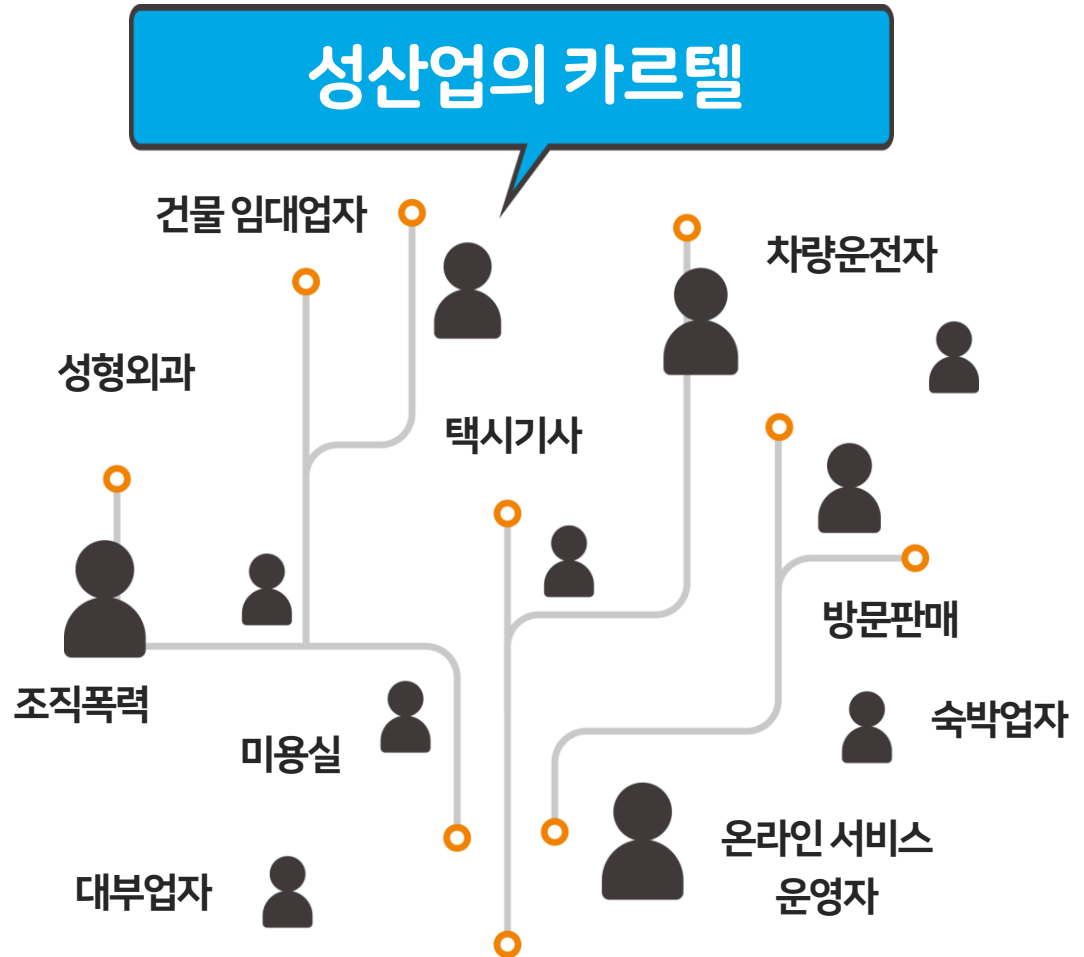 성산업의 카르텔
건물 임대업자
차량운전자
성형외과
택시기사
방문판매
조직폭력
숙박업자
미용실
온라인 서비스
운영자
대부업자